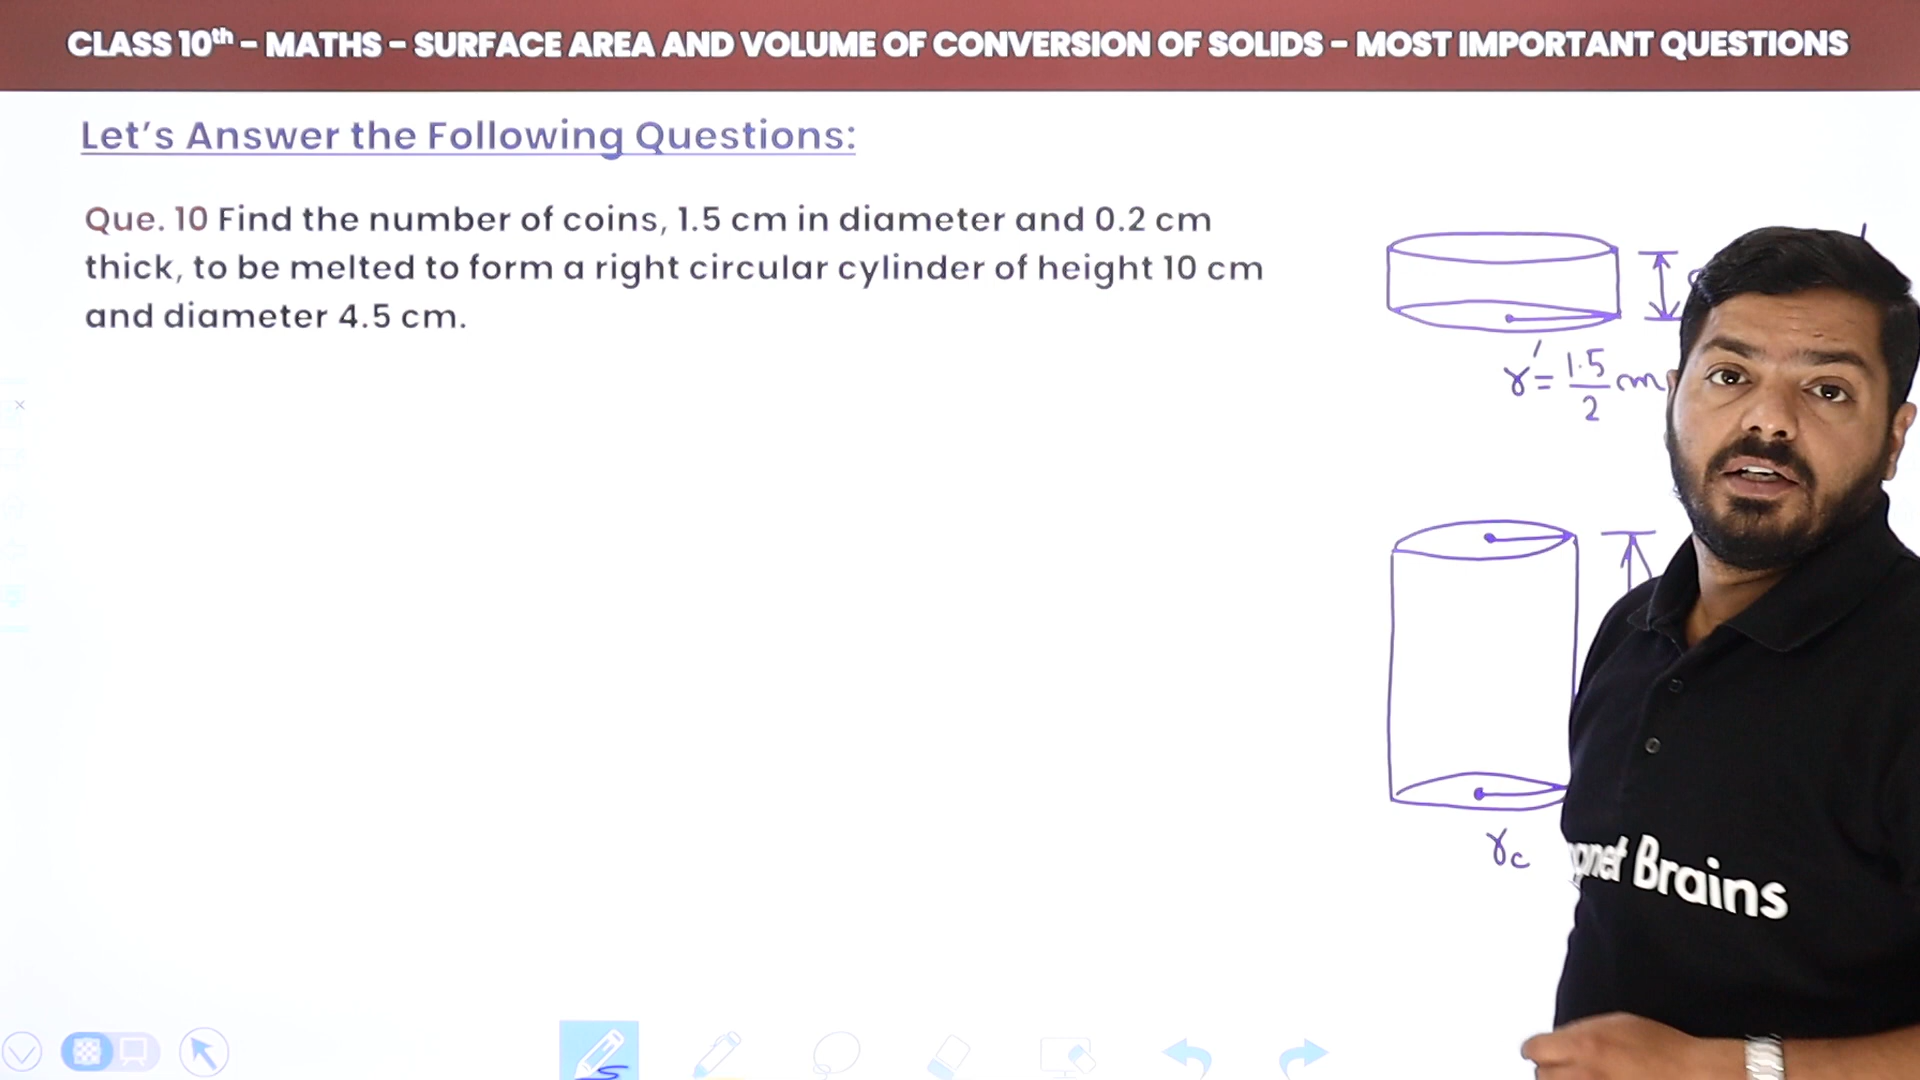 CLASS 10th - MATHS - SURFACE AREA AND VOLUME OF CONVERSION OF SOLIDS - MOST IMPORTANT QUESTIONS
Let's Answer the Following Questions:
Que. 10 Find the number of coins, 1.5 cm in diameter and 0.2 cm
thick, to be melted to form a right circular cylinder of height 10 cm
and diameter 4.5 cm.
r' = 1.5/2 cm
rc
Brains